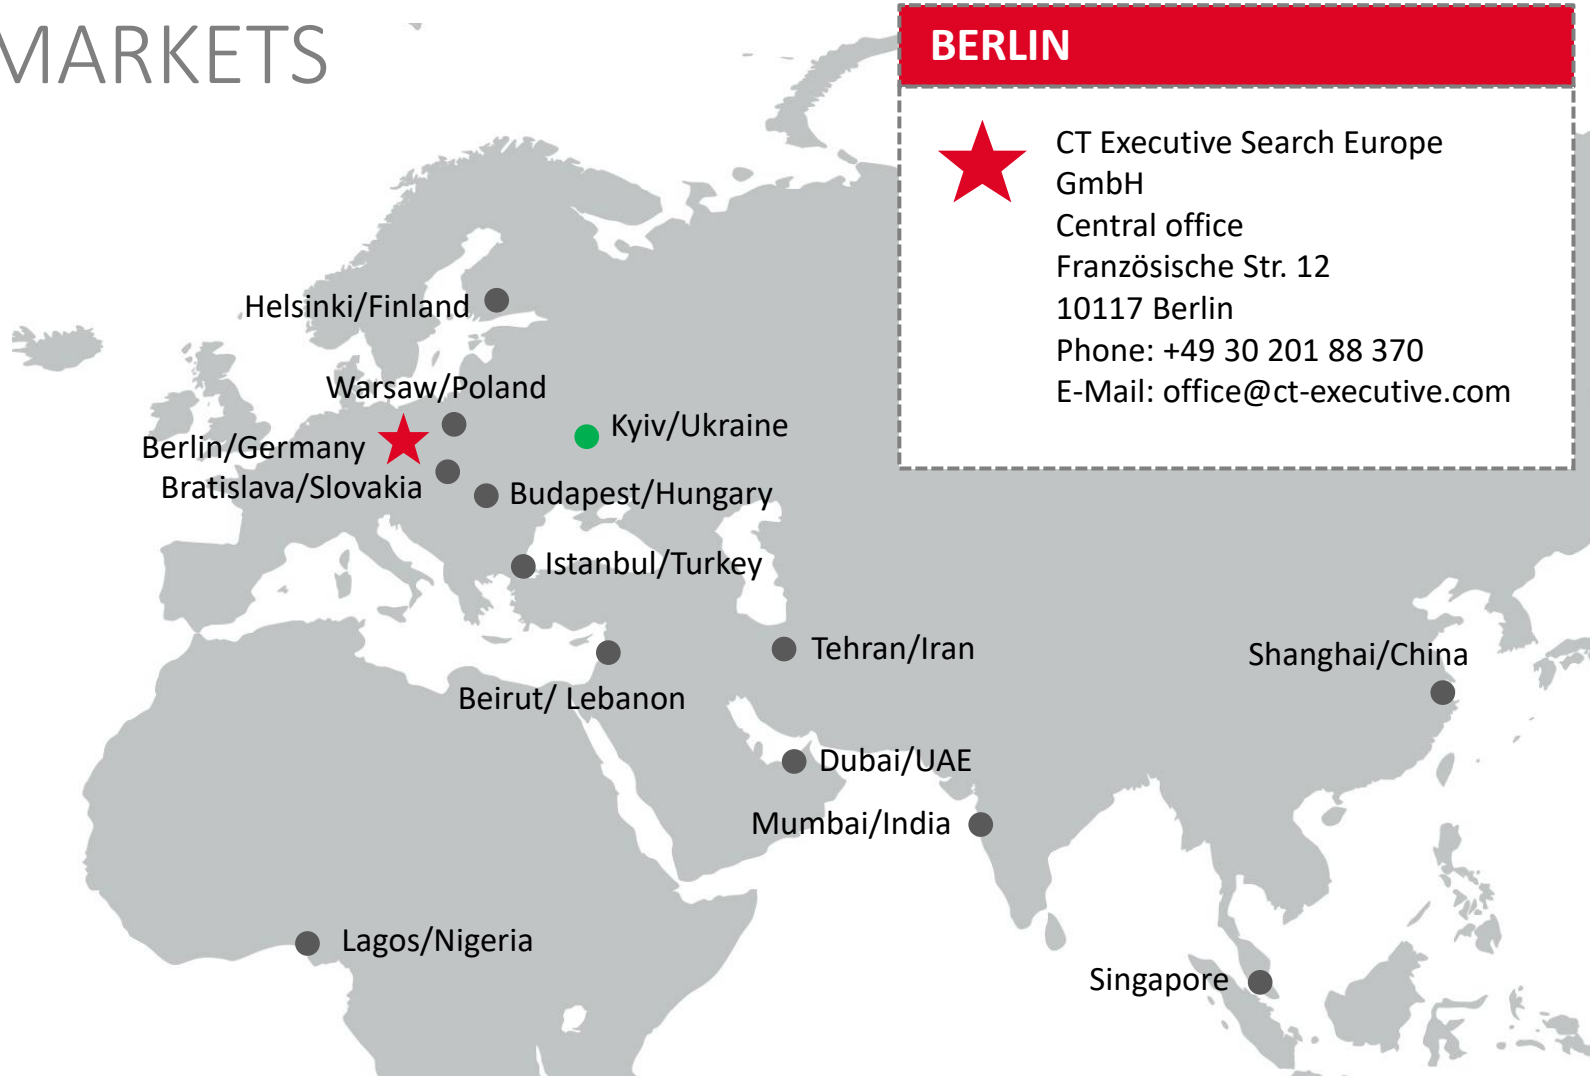 MARKETS
BERLIN
CT Executive Search Europe
GmbH
Central office
Französische Str. 12
10117 Berlin
Phone: +49 30 201 88 370
E-Mail: office@ct-executive.com
Helsinki/Finland
Warsaw/Poland
Kyiv/Ukraine
Berlin/Germany
Bratislava/Slovakia
Budapest/Hungary
Istanbul/Turkey
Tehran/Iran
Shanghai/China
Beirut/ Lebanon
Dubai/UAE
Mumbai/India
Lagos/Nigeria
Singapore